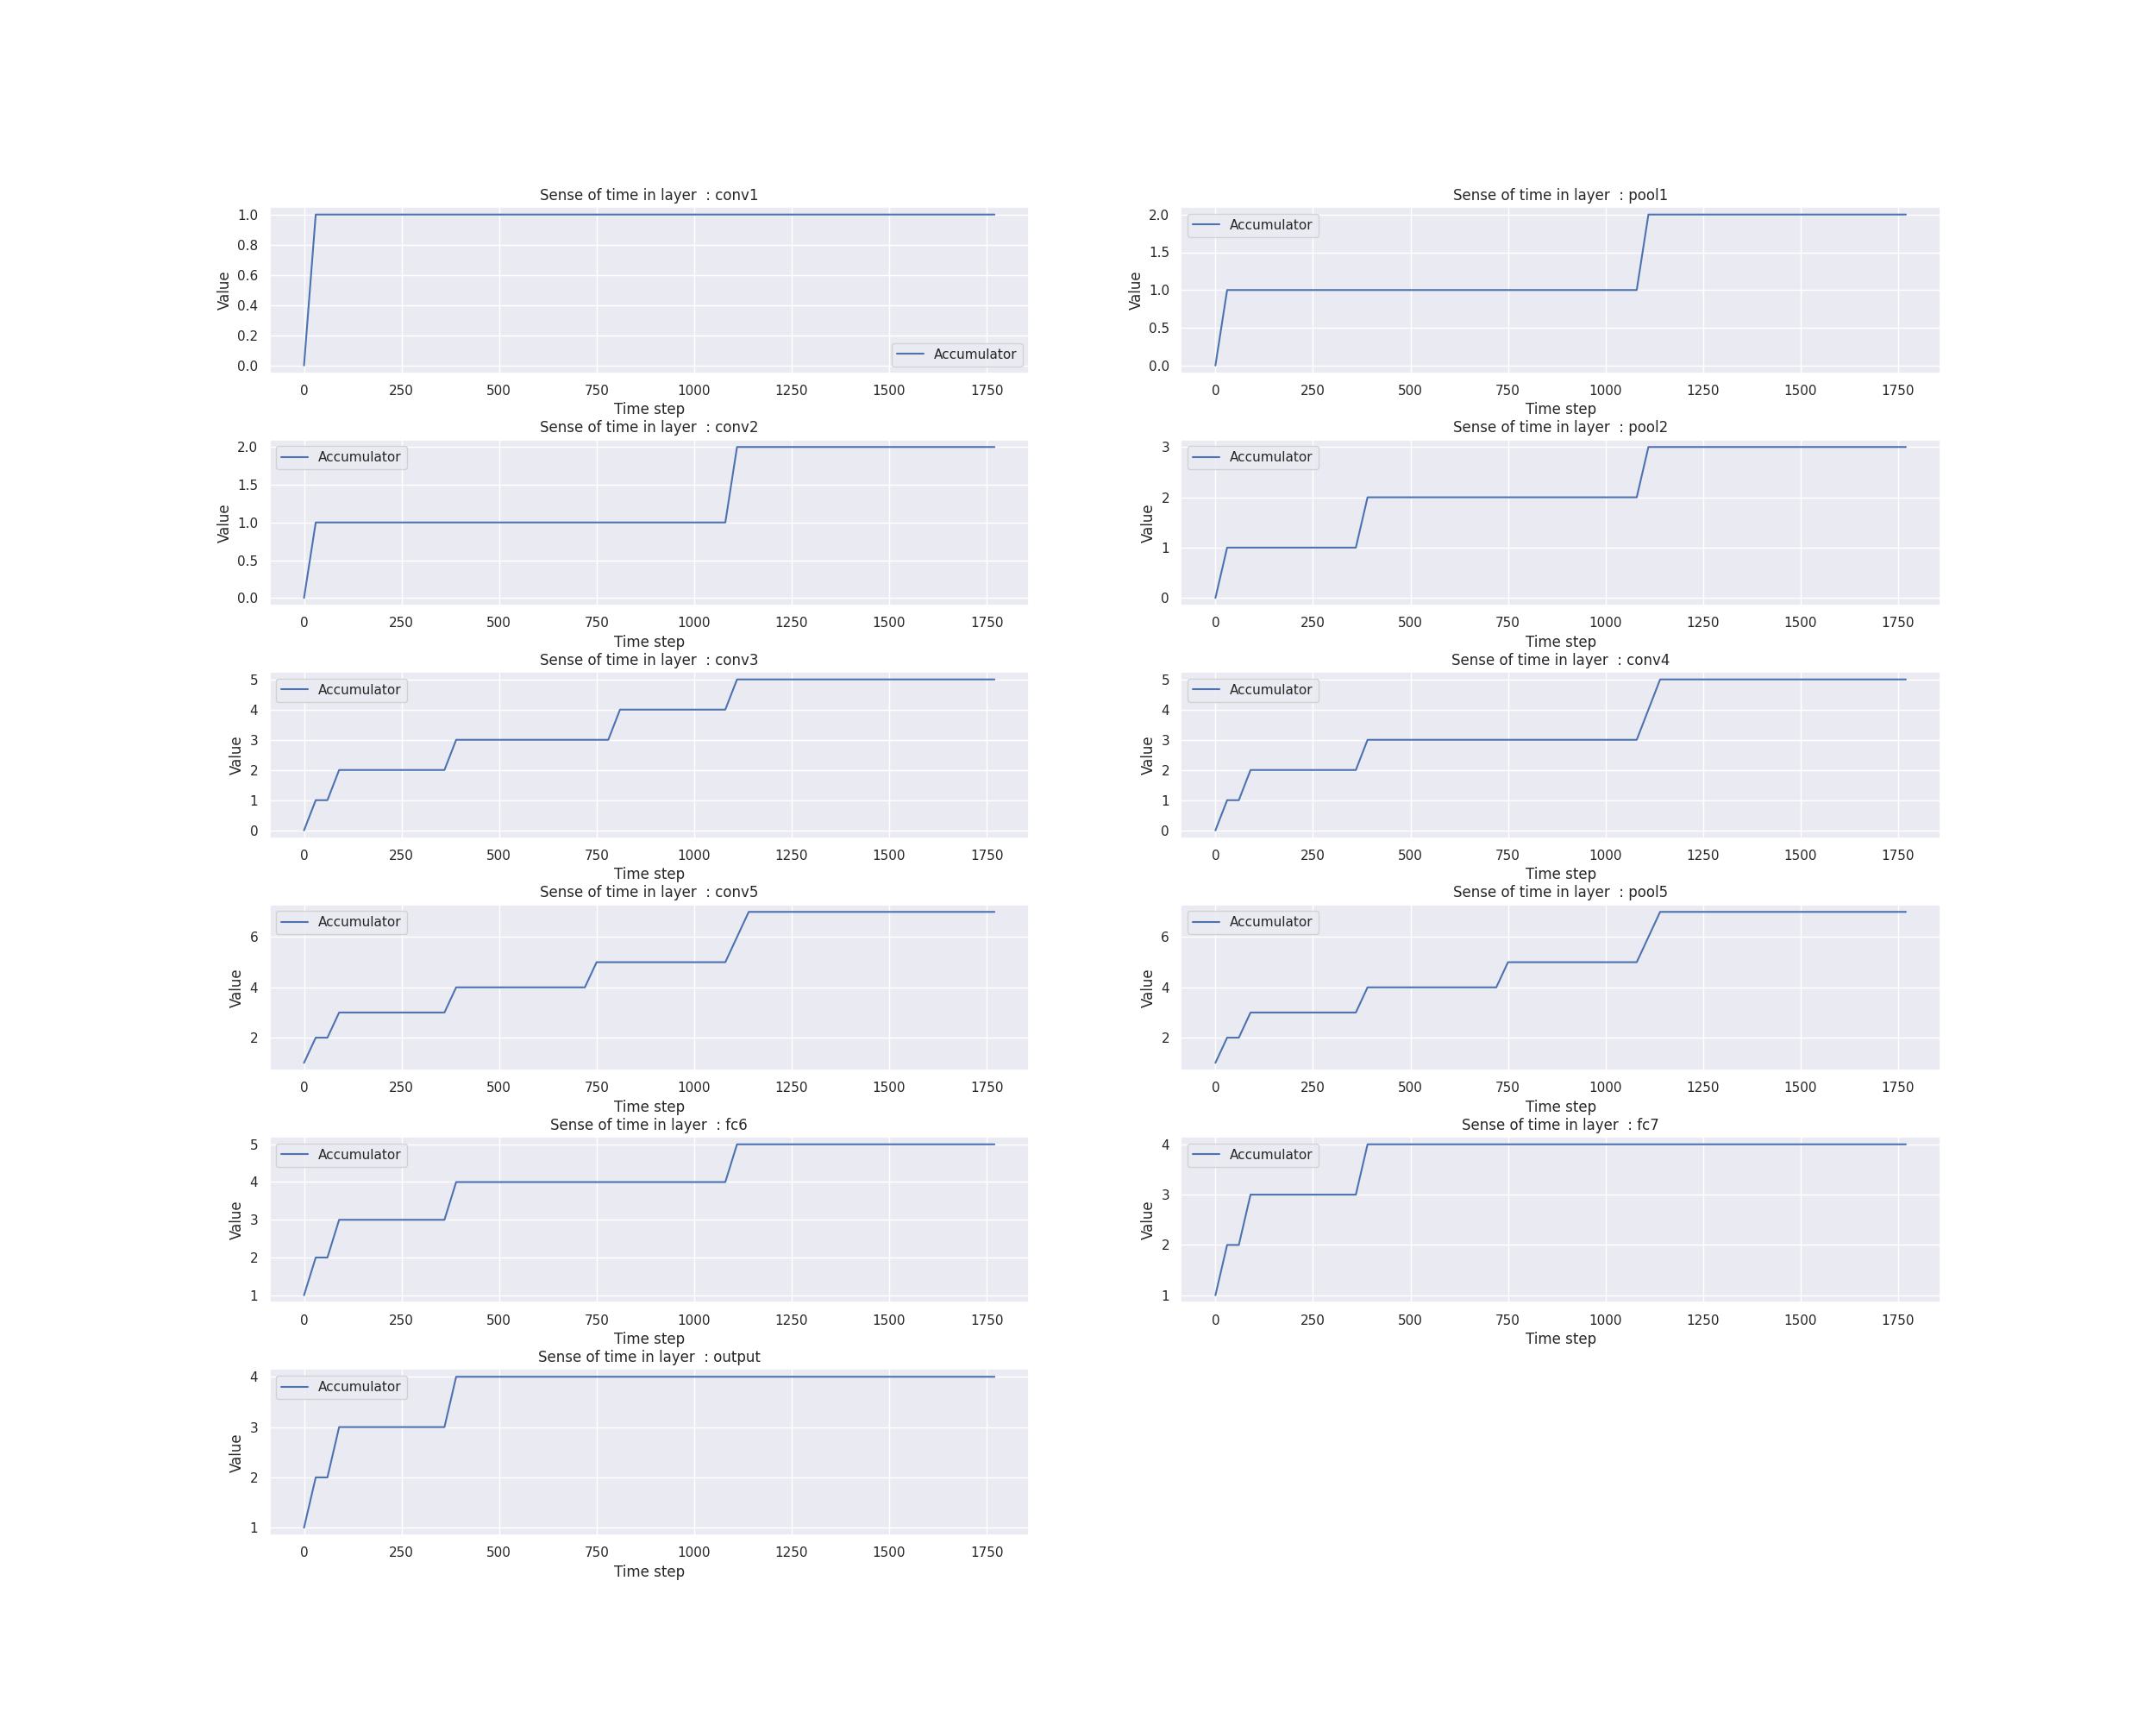 Sense of time in layer  : conv1
Value
1.0
0.8
0.6
0.4
0.2
0.0
Accumulator
0 250 500 750 1000 1250 1500 1750
Time step
Sense of time in layer  : pool1
Value
2.0
1.5
1.0
0.5
0.0
Accumulator
0 250 500 750 1000 1250 1500 1750
Time step
Sense of time in layer  : conv2
Value
2.0
1.5
1.0
0.5
0.0
Accumulator
0 250 500 750 1000 1250 1500 1750
Time step
Sense of time in layer  : pool2
Value
3
2
1
0
Accumulator
0 250 500 750 1000 1250 1500 1750
Time step
Sense of time in layer  : conv3
Value
5
4
3
2
1
0
Accumulator
0 250 500 750 1000 1250 1500 1750
Time step
Sense of time in layer  : conv4
Value
5
4
3
2
1
0
Accumulator
0 250 500 750 1000 1250 1500 1750
Time step
Sense of time in layer  : conv5
Value
6
4
2
Accumulator
0 250 500 750 1000 1250 1500 1750
Time step
Sense of time in layer  : pool5
Value
6
4
2
Accumulator
0 250 500 750 1000 1250 1500 1750
Time step
Sense of time in layer  : fc6
Value
5
4
3
2
1
Accumulator
0 250 500 750 1000 1250 1500 1750
Time step
Sense of time in layer  : fc7
Value
4
3
2
1
Accumulator
0 250 500 750 1000 1250 1500 1750
Time step
Sense of time in layer  : output
Value
4
3
2
1
Accumulator
0 250 500 750 1000 1250 1500 1750
Time step